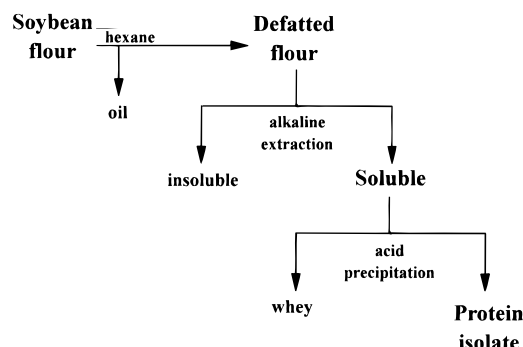 Soybean
flour
hexane
Defatted
flour
oil
alkaline
extraction
insoluble
Soluble
acid
precipitation
whey
Protein
isolate